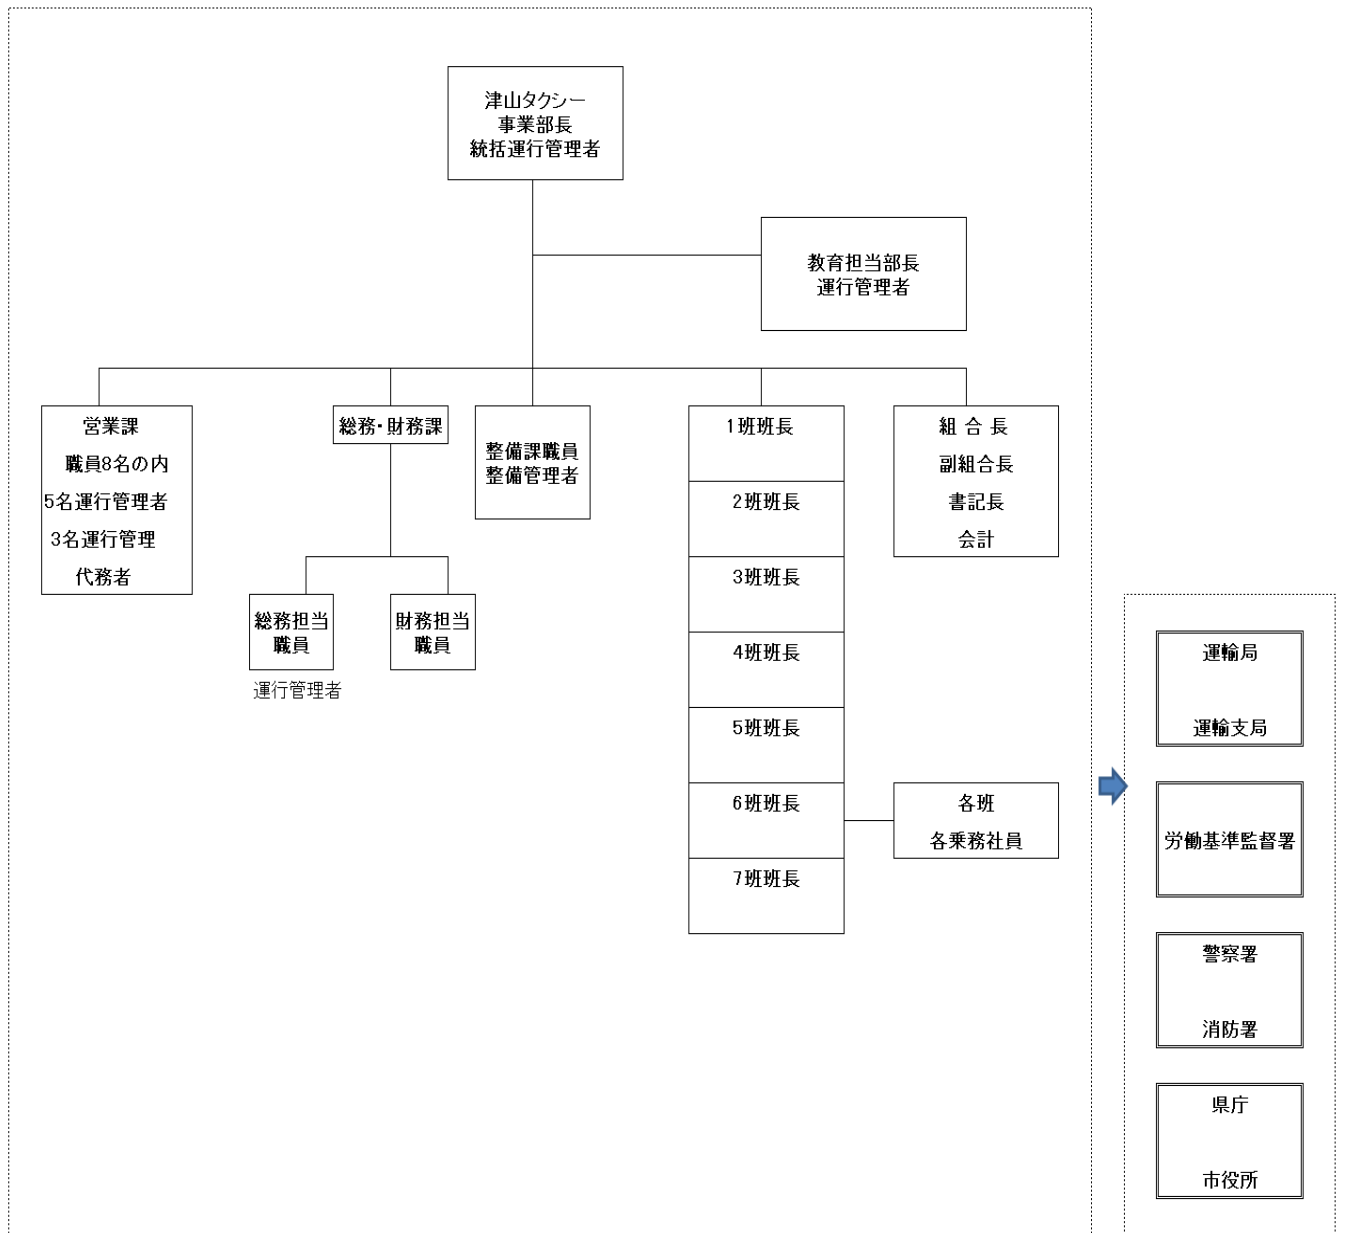 津山タクシー
事業部長
統括運行管理者
教育担当部長
運行管理者
営業課
職員8名の内
5名運行管理者
3名運行管理
代務者
総務・財務課
総務担当
職員
運行管理者
財務担当
職員
整備課職員
整備管理者
1班班長
2班班長
3班班長
4班班長
5班班長
6班班長
7班班長
組 合 長
副組合長
書記長
会計
各班
各乗務社員
運輸局
運輸支局
労働基準監督署
警察署
消防署
県庁
市役所